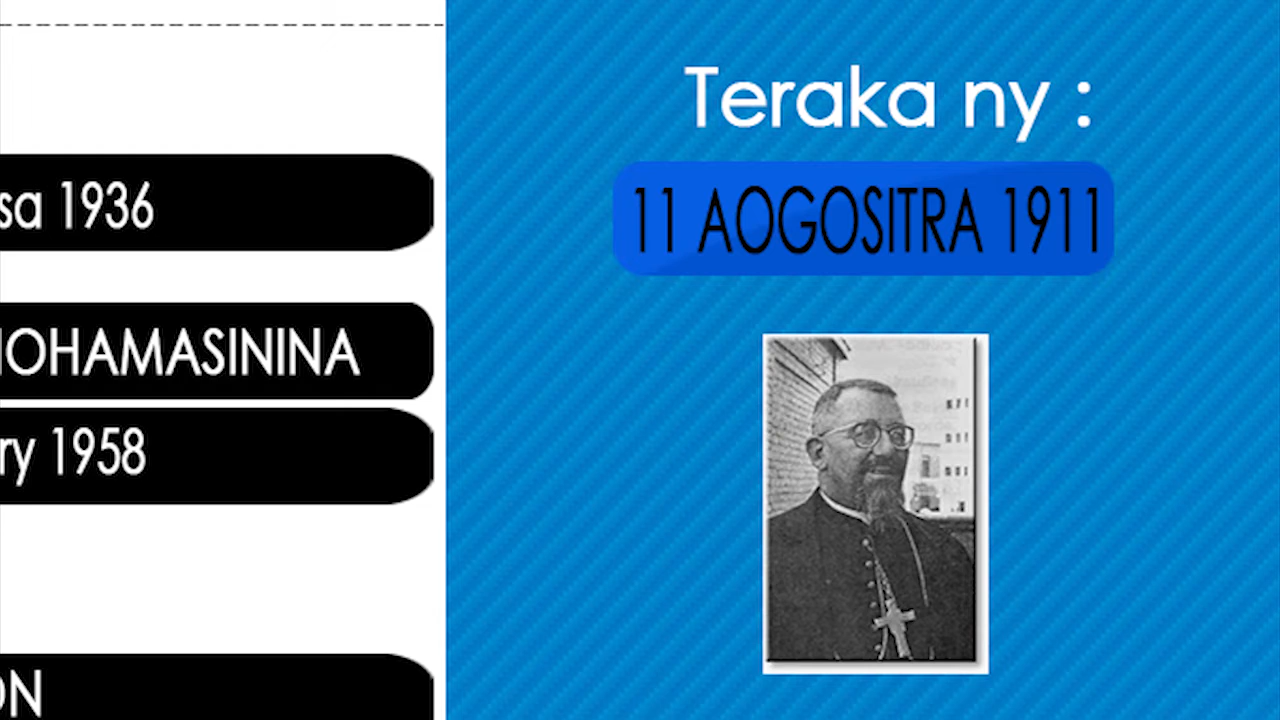 sa 1936
IOHAMASININA
ry 1958
ON
Teraka ny :
11 AOGOSITRA 1911